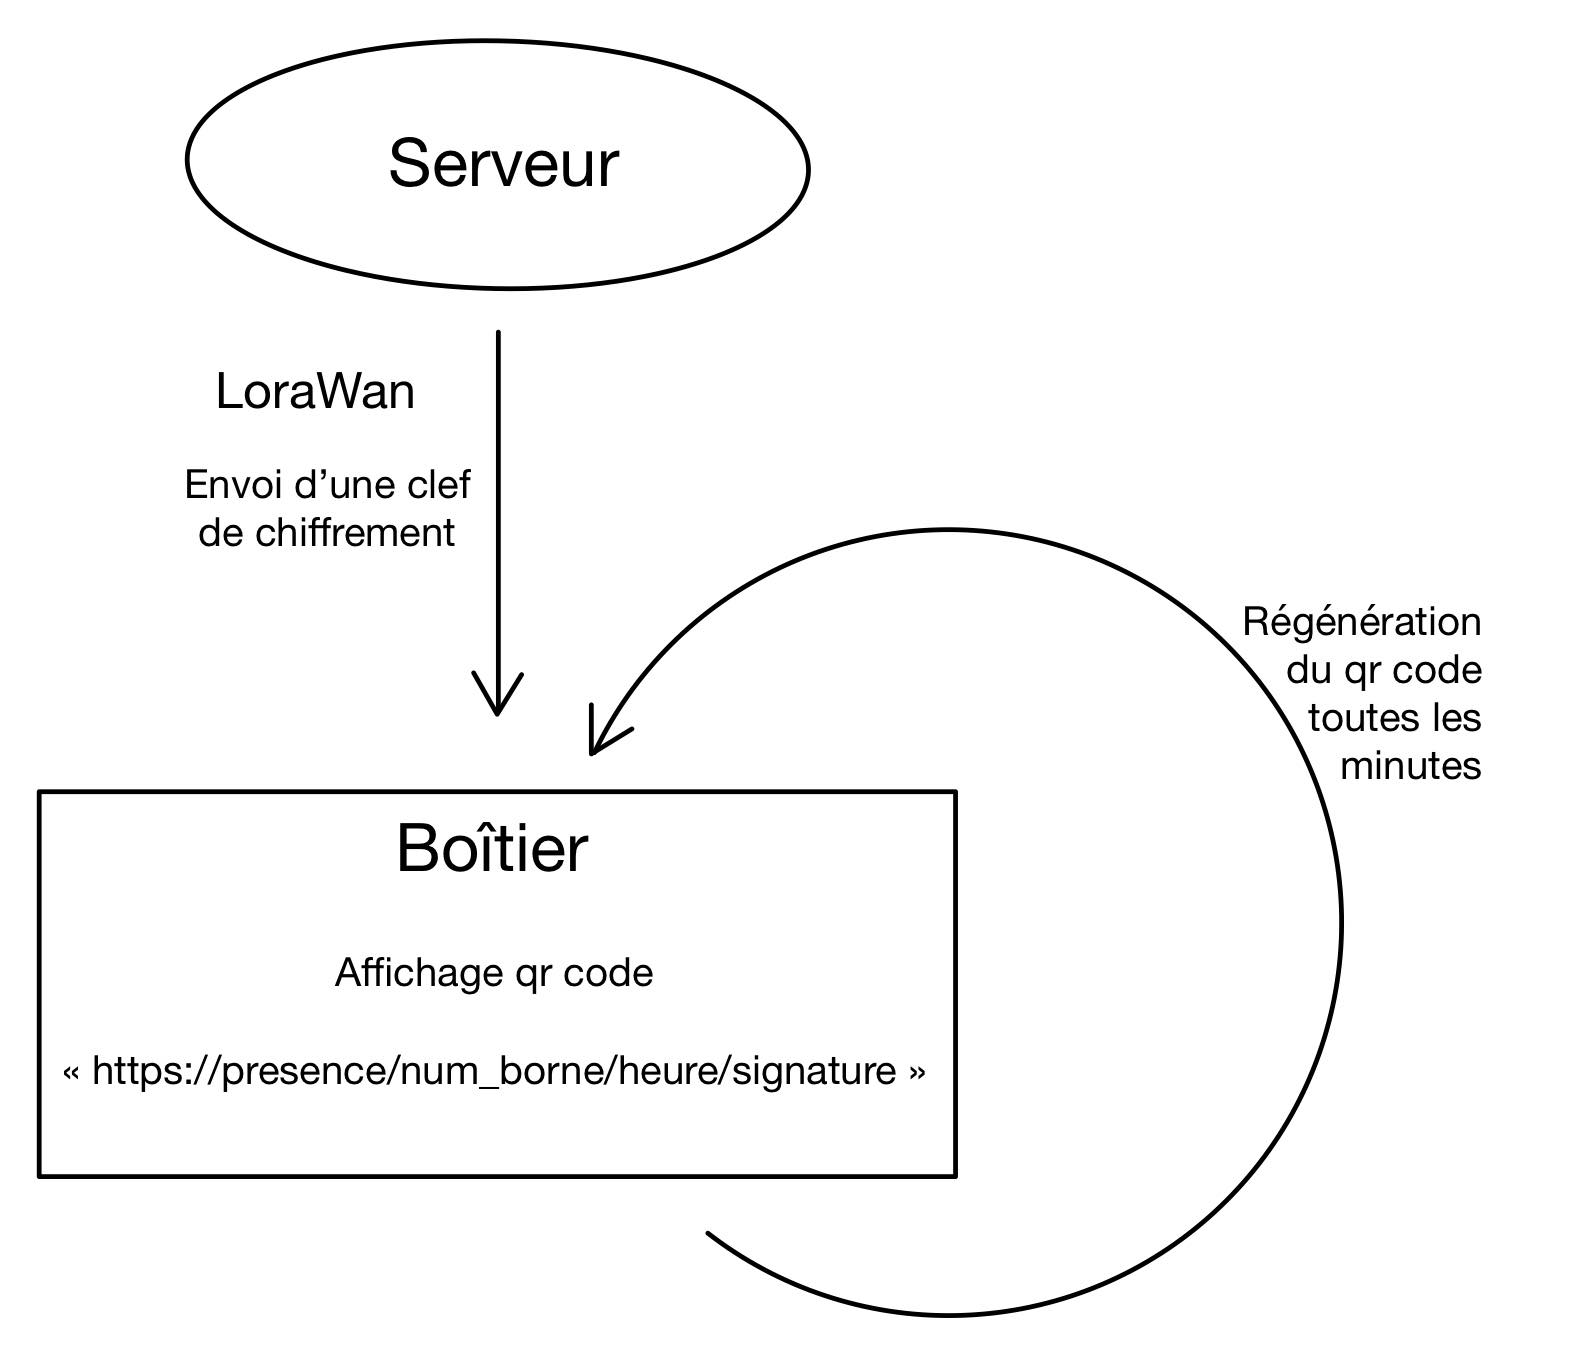 Serveur
LoraWan
Envoi d’une clef
de chiffrement
Régénération
du qr code
toutes les
minutes
Boîtier
Affichage qr code
« https://presence/num_borne/heure/signature »